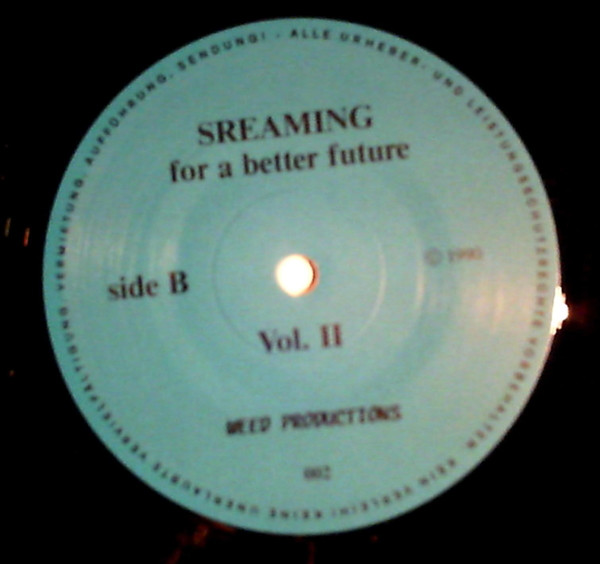 SREAMING
for a better future
© 1990
side B
Vol. II
WEED PRODUCTIONS
002
ALLE URHEBER- UND LEISTUNGSSCHUTZRECHTE VORBEHALTEN. KEIN VERLEIH! KEINE UNERLAUBTE VERVIELFÄLTIGUNG, VERMIETUNG, AUFFÜHRUNG, SENDUNG! -